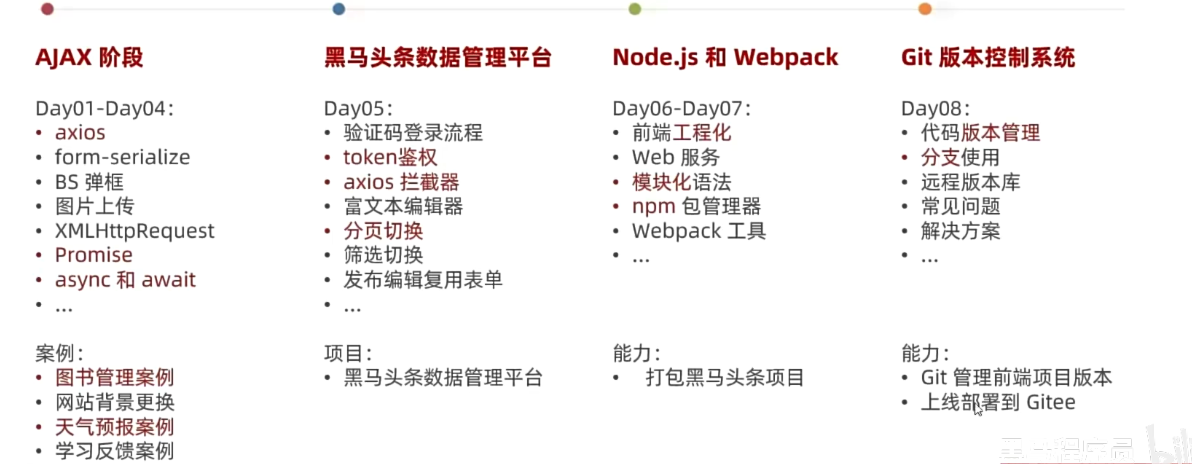 AJAX 阶段
Day01-Day04：
• axios
• form-serialize
• BS 弹框
• 图片上传
• XMLHttpRequest
• Promise
• async 和 await
• ...
案例：
• 图书管理案例
• 网站背景更换
• 天气预报案例
• 学习反馈案例
黑马头条数据管理平台
Day05：
• 验证码登录流程
• token鉴权
• axios 拦截器
• 富文本编辑器
• 分页切换
• 筛选切换
• 发布编辑复用表单
• ...
项目：
• 黑马头条数据管理平台
Node.js 和 Webpack
Day06-Day07：
• 前端工程化
• Web 服务
• 模块化语法
• npm 包管理器
• Webpack 工具
• ...
能力：
• 打包黑马头条项目
Git 版本控制系统
Day08：
• 代码版本管理
• 分支使用
• 远程版本库
• 常见问题
• 解决方案
• ...
能力：
• Git 管理前端项目版本
• 上线部署到 Gitee